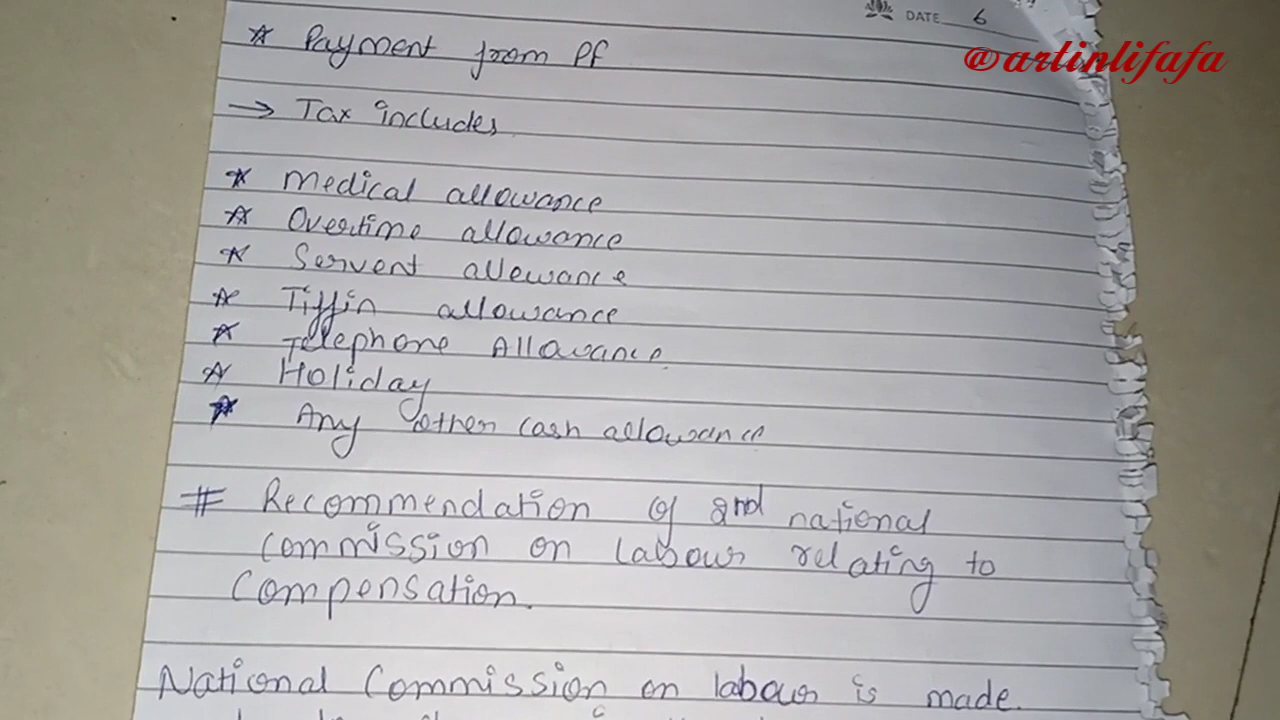 DATE 6
@artinlifafa
* Payment from PF
→ Tax includes
* Medical allowance
* Overtime allowance
* Servent allowance
* Tiffin allowance
* Telephone Allowance
* Holiday
* Any other cash allowance
# Recommendation of 2nd national
commission on labour relating to
Compensation.
National Commission on labour is made